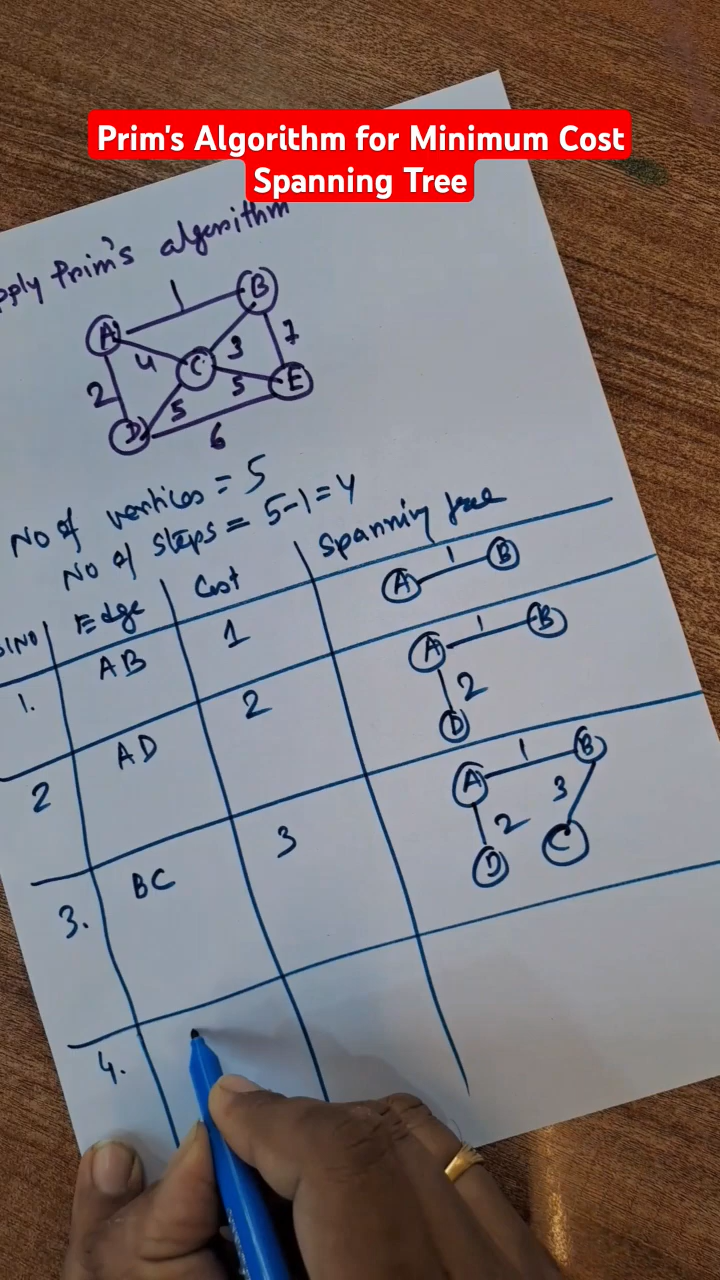 Prim's Algorithm for Minimum Cost
Spanning Tree
pply Prim's algorithm
1
B
A
4
3
7
C
2
5
E
5
D
6
No of vertices = 5
No of steps = 5-1=4
SlNO Edge Cost Spanning tree
1. AB 1
A 1 B
2 AD 2
A 1 B
2
D
3. BC 3
A 1 B
2 3
D C
4.